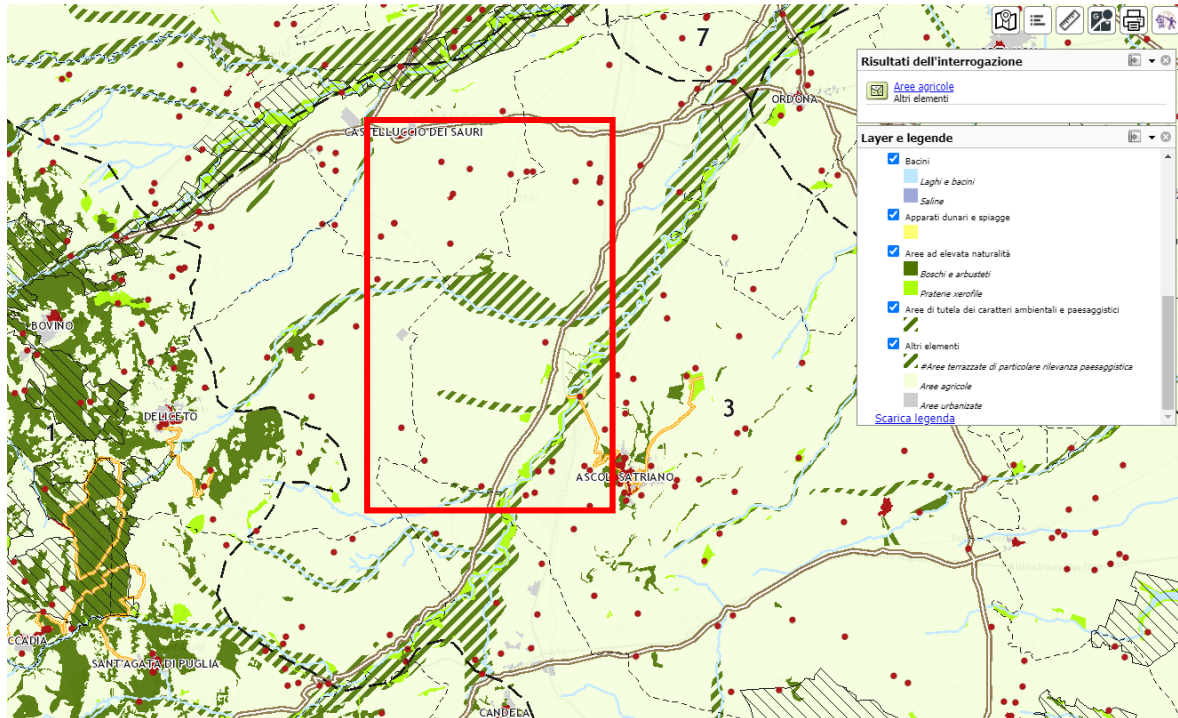 7
ORDONA
CASTELLUCCIO DEI SAURI
BOVINO
DELICETO
1
3
ASCOLI SATRIANO
CCADIA
SANT'AGATA DI PUGLIA
CANDELA
Risultati dell'interrogazione
Aree agricole
Altri elementi
Layer e legende
Bacini
Laghi e bacini
Saline
Apparati dunari e spiagge
Aree ad elevata naturalità
Boschi e arbusteti
Praterie xerofile
Aree di tutela dei caratteri ambientali e paesaggistici
Altri elementi
#Aree terrazzate di particolare rilevanza paesaggistica
Aree agricole
Aree urbanizate
Scarica legenda